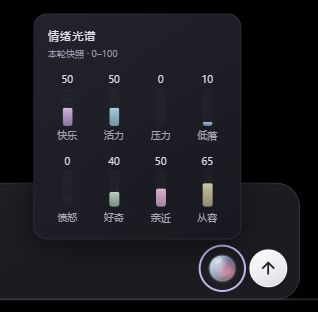 情绪光谱
本轮快照 · 0–100
50 50 0 10
快乐 活力 压力 低落
0 40 50 65
愤怒 好奇 亲近 从容